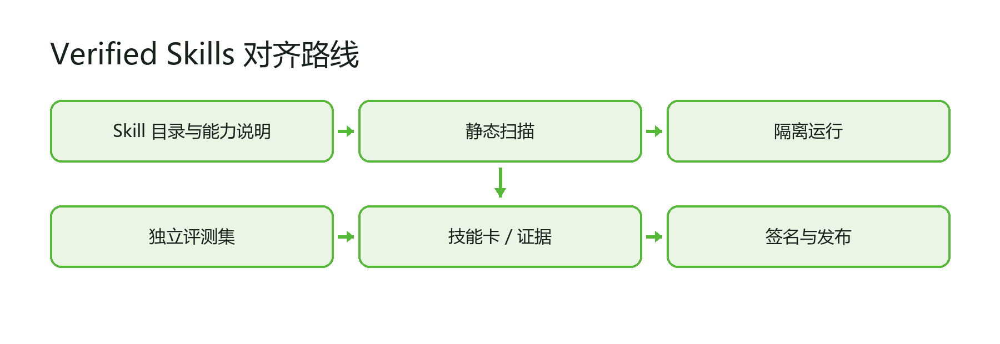 Verified Skills 对齐路线
Skill 目录与能力说明
静态扫描
隔离运行
独立评测集
技能卡 / 证据
签名与发布